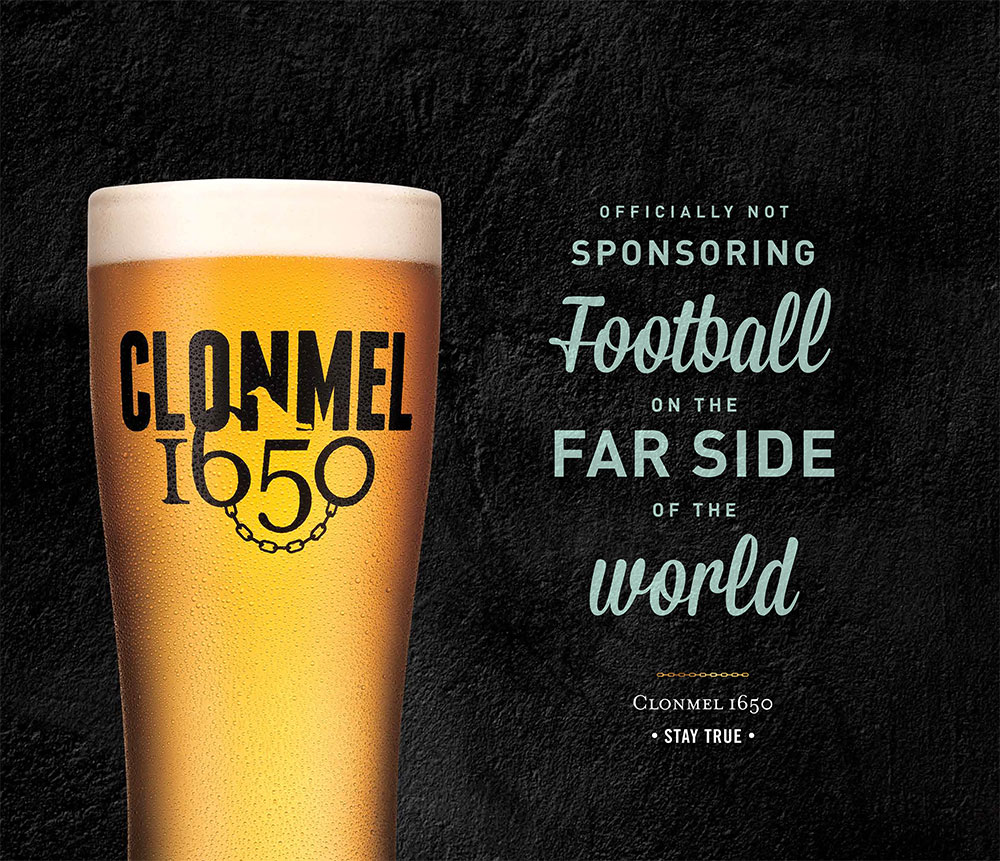 CLONMEL
1650
OFFICIALLY NOT
SPONSORING
Football
ON THE
FAR SIDE
OF THE
world
CLONMEL 1650
• STAY TRUE •